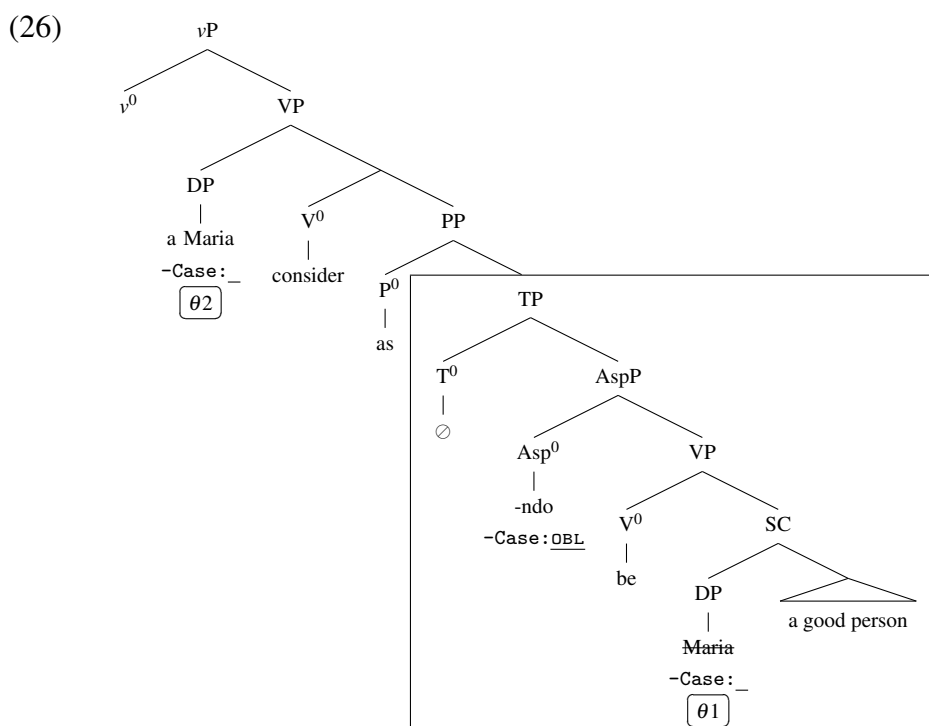 (26)
vP
v⁰ VP
DP
a Maria V⁰ PP
-Case:_ consider
θ2 P⁰ TP
as
T⁰ AspP
∅
Asp⁰ VP
-ndo
-Case:OBL V⁰ SC
be
DP
a good person
Maria
-Case:_
θ1